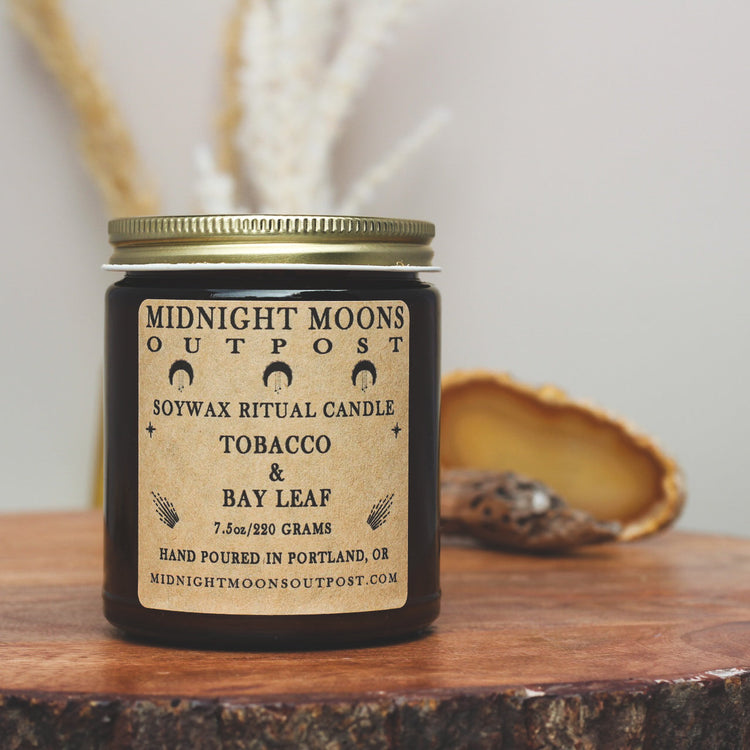 MIDNIGHT MOONS
OUTPOST
SOYWAX RITUAL CANDLE
TOBACCO
&
BAY LEAF
7.5oz/220 GRAMS
HAND POURED IN PORTLAND, OR
MIDNIGHTMOONSOUTPOST.COM